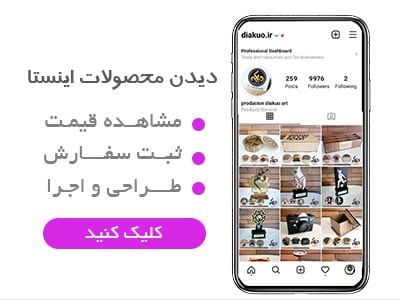 دیدن محصولات اینستا
مشاهده قیمت
ثبت سفارش
طراحی و اجرا
کلیک کنید
diakuo.ir
Professional Dashboard
Tools and resources just for businesses.
259 9976 2
Posts Followers Following
prodacion diakuo art
Product/Service